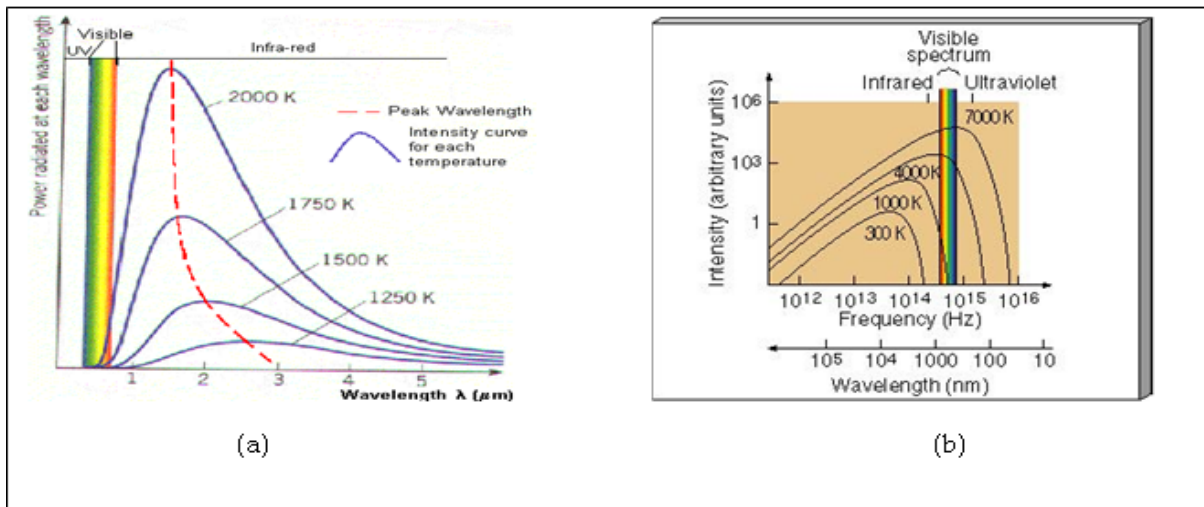 Visible
UV
Infra-red
Power radiated at each wavelength
2000 K
Peak Wavelength
Intensity curve
for each
temperature
1750 K
1500 K
1250 K
1 2 3 4 5
Wavelength λ (μm)
(a)
Visible
spectrum
Infrared Ultraviolet
Intensity (arbitrary units)
106
103
1
7000 K
4000K
1000 K
300 K
1012 1013 1014 1015 1016
Frequency (Hz)
105 104 1000 100 10
Wavelength (nm)
(b)